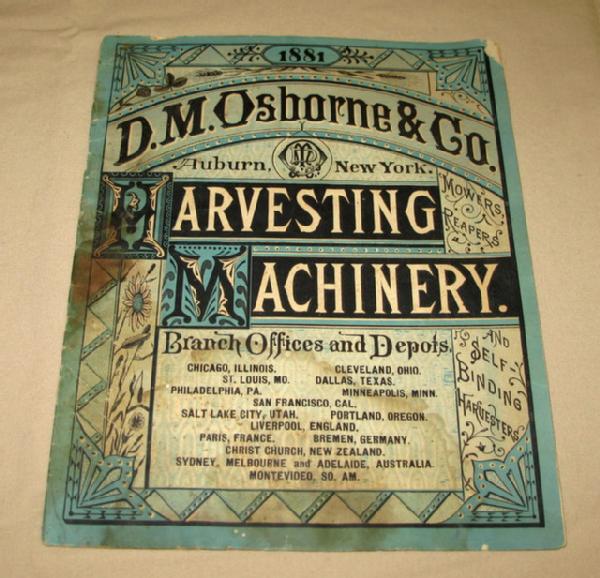 1881
D.M. Osborne & Co.
Auburn, New York.
HARVESTING
MACHINERY.
MOWERS,
REAPERS
AND
SELF-
BINDING
HARVESTERS
Branch Offices and Depots,
CHICAGO, ILLINOIS. CLEVELAND, OHIO.
ST. LOUIS, MO. DALLAS, TEXAS.
PHILADELPHIA, PA. MINNEAPOLIS, MINN.
SAN FRANCISCO, CAL.
SALT LAKE CITY, UTAH. PORTLAND, OREGON.
LIVERPOOL, ENGLAND.
PARIS, FRANCE. BREMEN, GERMANY.
CHRIST CHURCH, NEW ZEALAND.
SYDNEY, MELBOURNE and ADELAIDE, AUSTRALIA.
MONTEVIDEO, SO. AM.